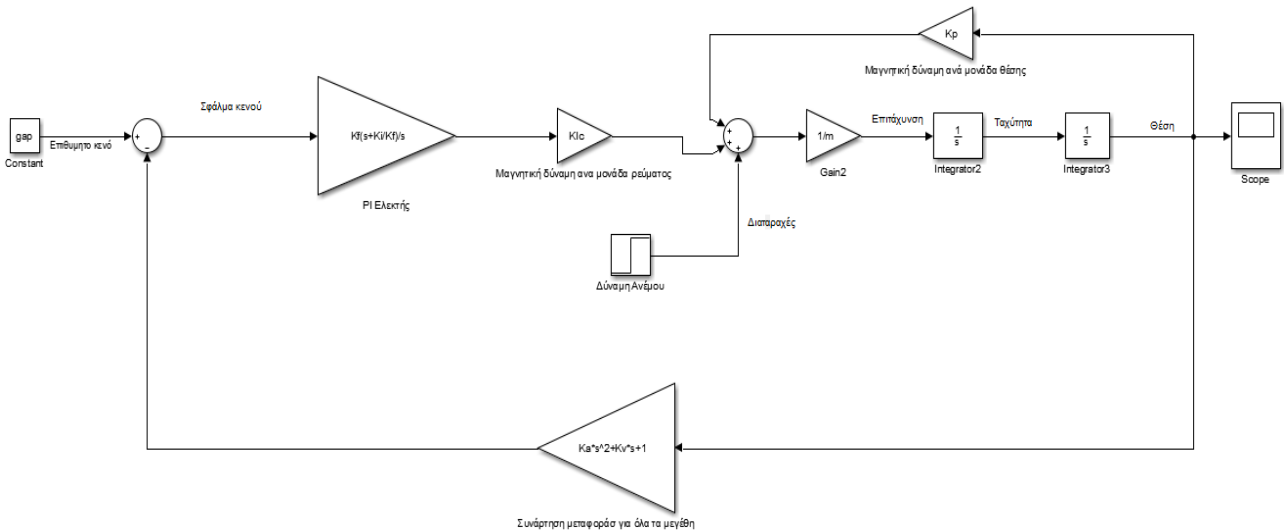 Kp
Μαγνητική δύναμη ανά μονάδα θέσης
Σφάλμα κενού
gap
Constant
Επιθυμητο κενό
+
−
Kf(s+Ki/Kf)/s
PI Ελεκτής
KIc
Μαγνητική δύναμη ανα μονάδα ρεύματος
+
+
+
1/m
Gain2
Επιτάχυνση
1
s
Integrator2
Ταχύτητα
1
s
Integrator3
Θέση
Scope
Διαταραχές
Δύναμη Ανέμου
Ka*s^2+Kv*s+1
Συνάρτηση μεταφοράσ για όλα τα μεγέθη